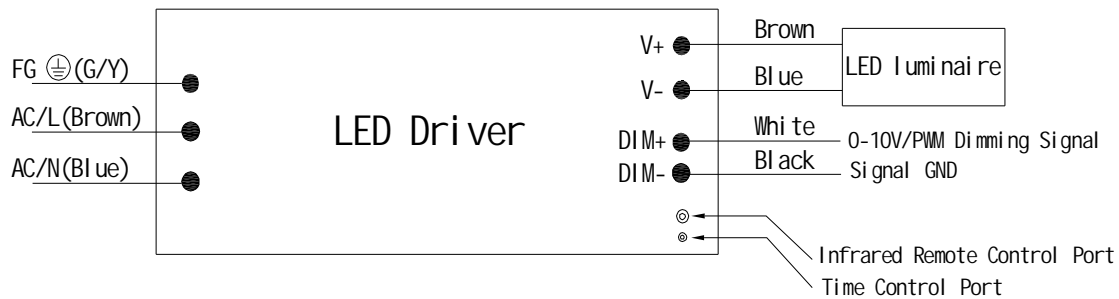 FG (G/Y)
AC/L(Brown)
AC/N(Blue)
LED Driver
V+
V-
DIM+
DIM-
Brown
Blue
White
Black
LED luminaire
0-10V/PWM Dimming Signal
Signal GND
Infrared Remote Control Port
Time Control Port